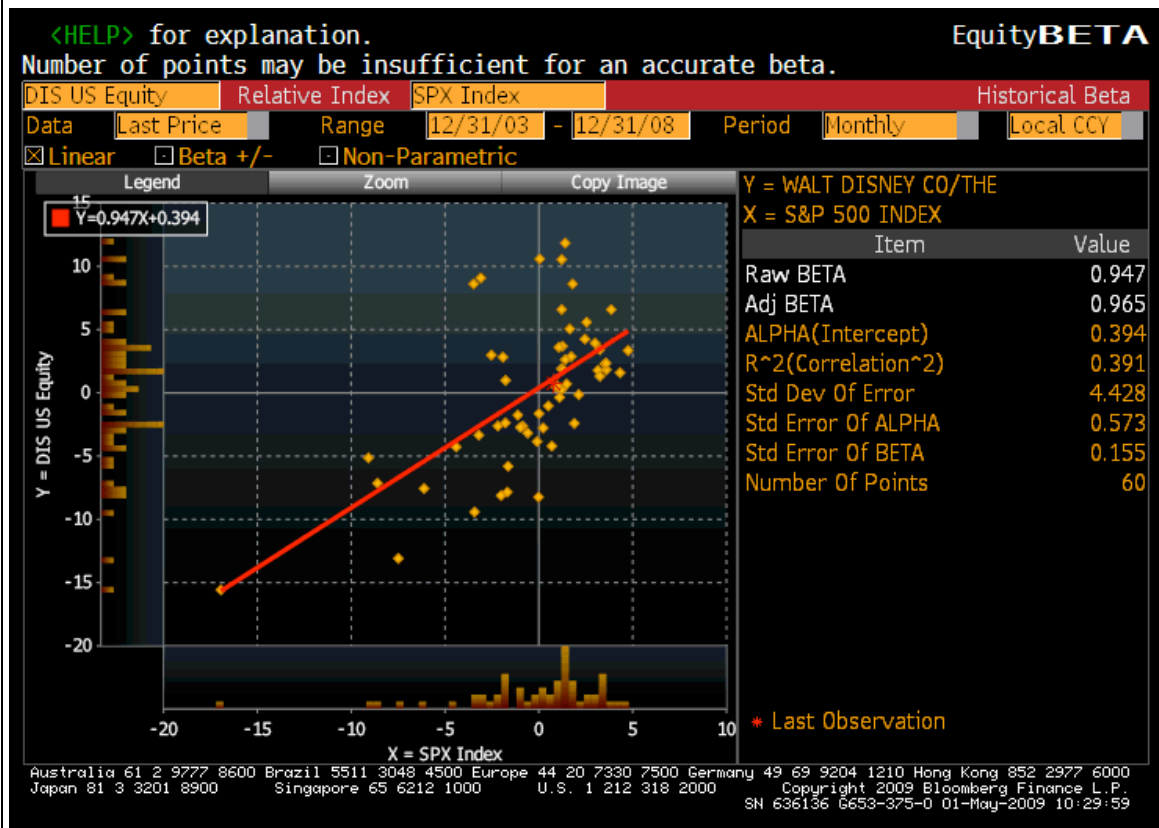 <HELP> for explanation. EquityBETA
Number of points may be insufficient for an accurate beta.
DIS US Equity Relative Index SPX Index Historical Beta
Data Last Price Range 12/31/03 - 12/31/08 Period Monthly Local CCY
Linear Beta +/- Non-Parametric
Legend Zoom Copy Image
Y = WALT DISNEY CO/THE
X = S&P 500 INDEX
Item Value
Raw BETA 0.947
Adj BETA 0.965
ALPHA(Intercept) 0.394
R^2(Correlation^2) 0.391
Std Dev Of Error 4.428
Std Error Of ALPHA 0.573
Std Error Of BETA 0.155
Number Of Points 60
* Last Observation
15
Y=0.947X+0.394
10
5
0
-5
-10
-15
-20
Y = DIS US Equity
-20 -15 -10 -5 0 5 10
X = SPX Index
Australia 61 2 9777 8600 Brazil 5511 3048 4500 Europe 44 20 7330 7500 Germany 49 69 9204 1210 Hong Kong 852 2977 6000
Japan 81 3 3201 8900 Singapore 65 6212 1000 U.S. 1 212 318 2000 Copyright 2009 Bloomberg Finance L.P.
SN 636136 G653-375-0 01-May-2009 10:29:59